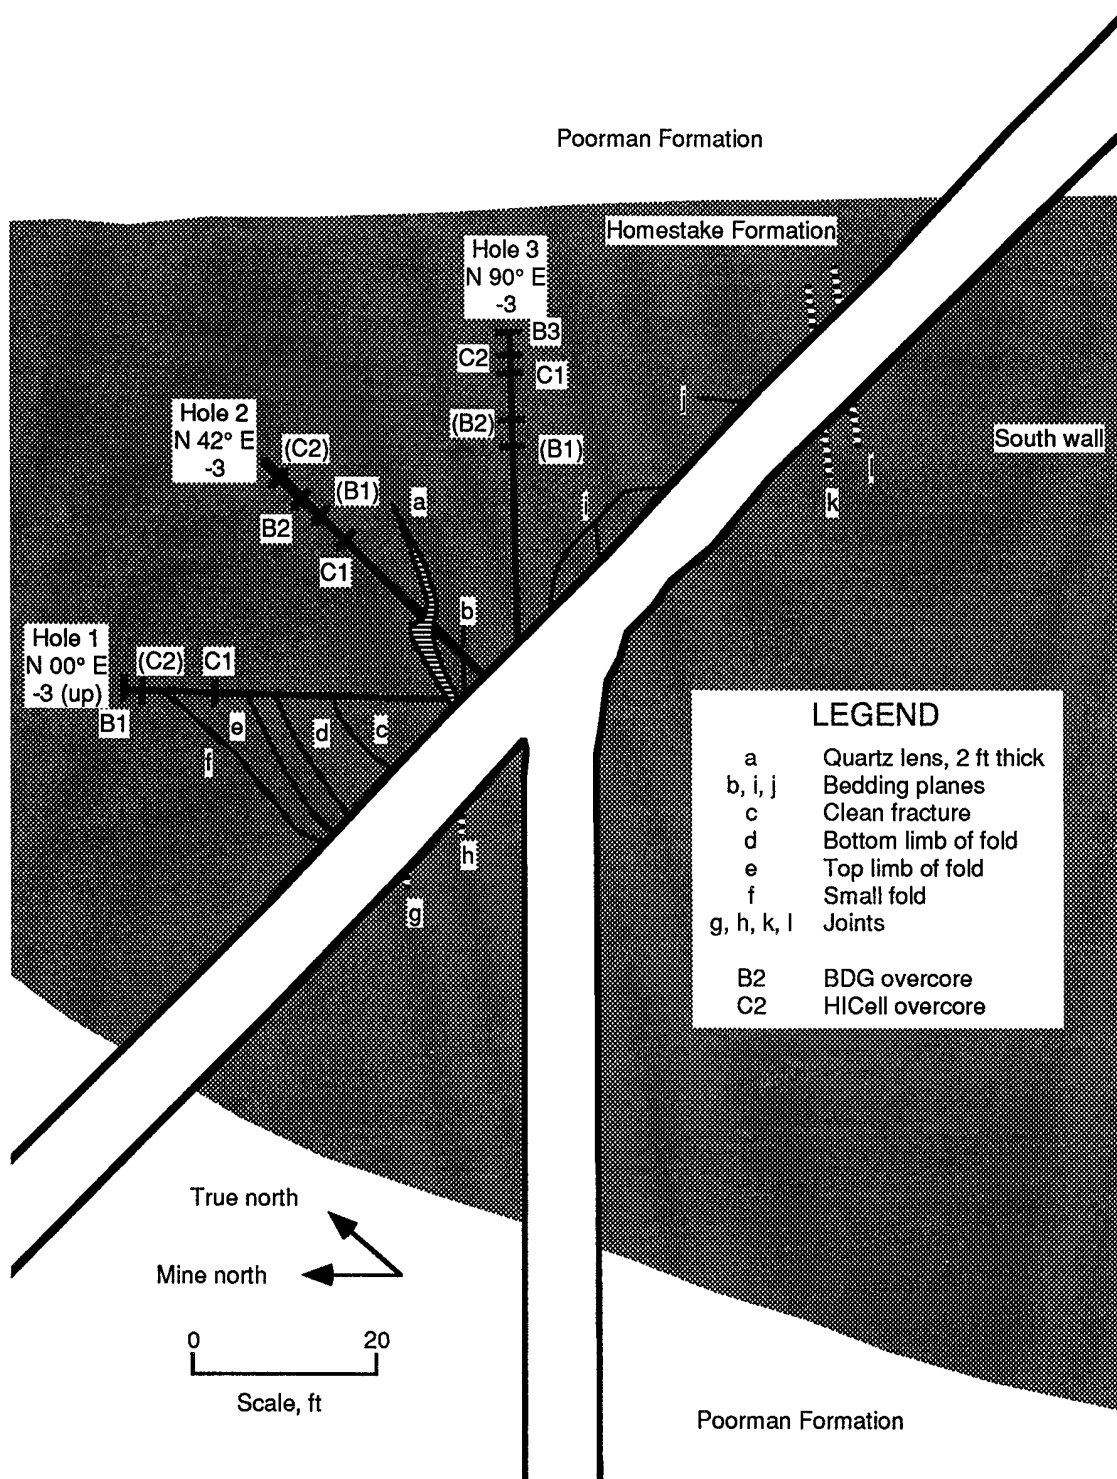 Poorman Formation
Homestake Formation
Hole 3
N 90° E
-3
B3
C2
C1
(B2)
(B1)
j
South wall
l
k
Hole 2
N 42° E
-3
(C2)
(B1)
B2
C1
a
i
b
Hole 1
N 00° E
-3 (up)
(C2)
C1
B1
e
d
c
f
h
g
LEGEND
a Quartz lens, 2 ft thick
b, i, j Bedding planes
c Clean fracture
d Bottom limb of fold
e Top limb of fold
f Small fold
g, h, k, l Joints
B2 BDG overcore
C2 HICell overcore
True north
Mine north
0 20
Scale, ft
Poorman Formation